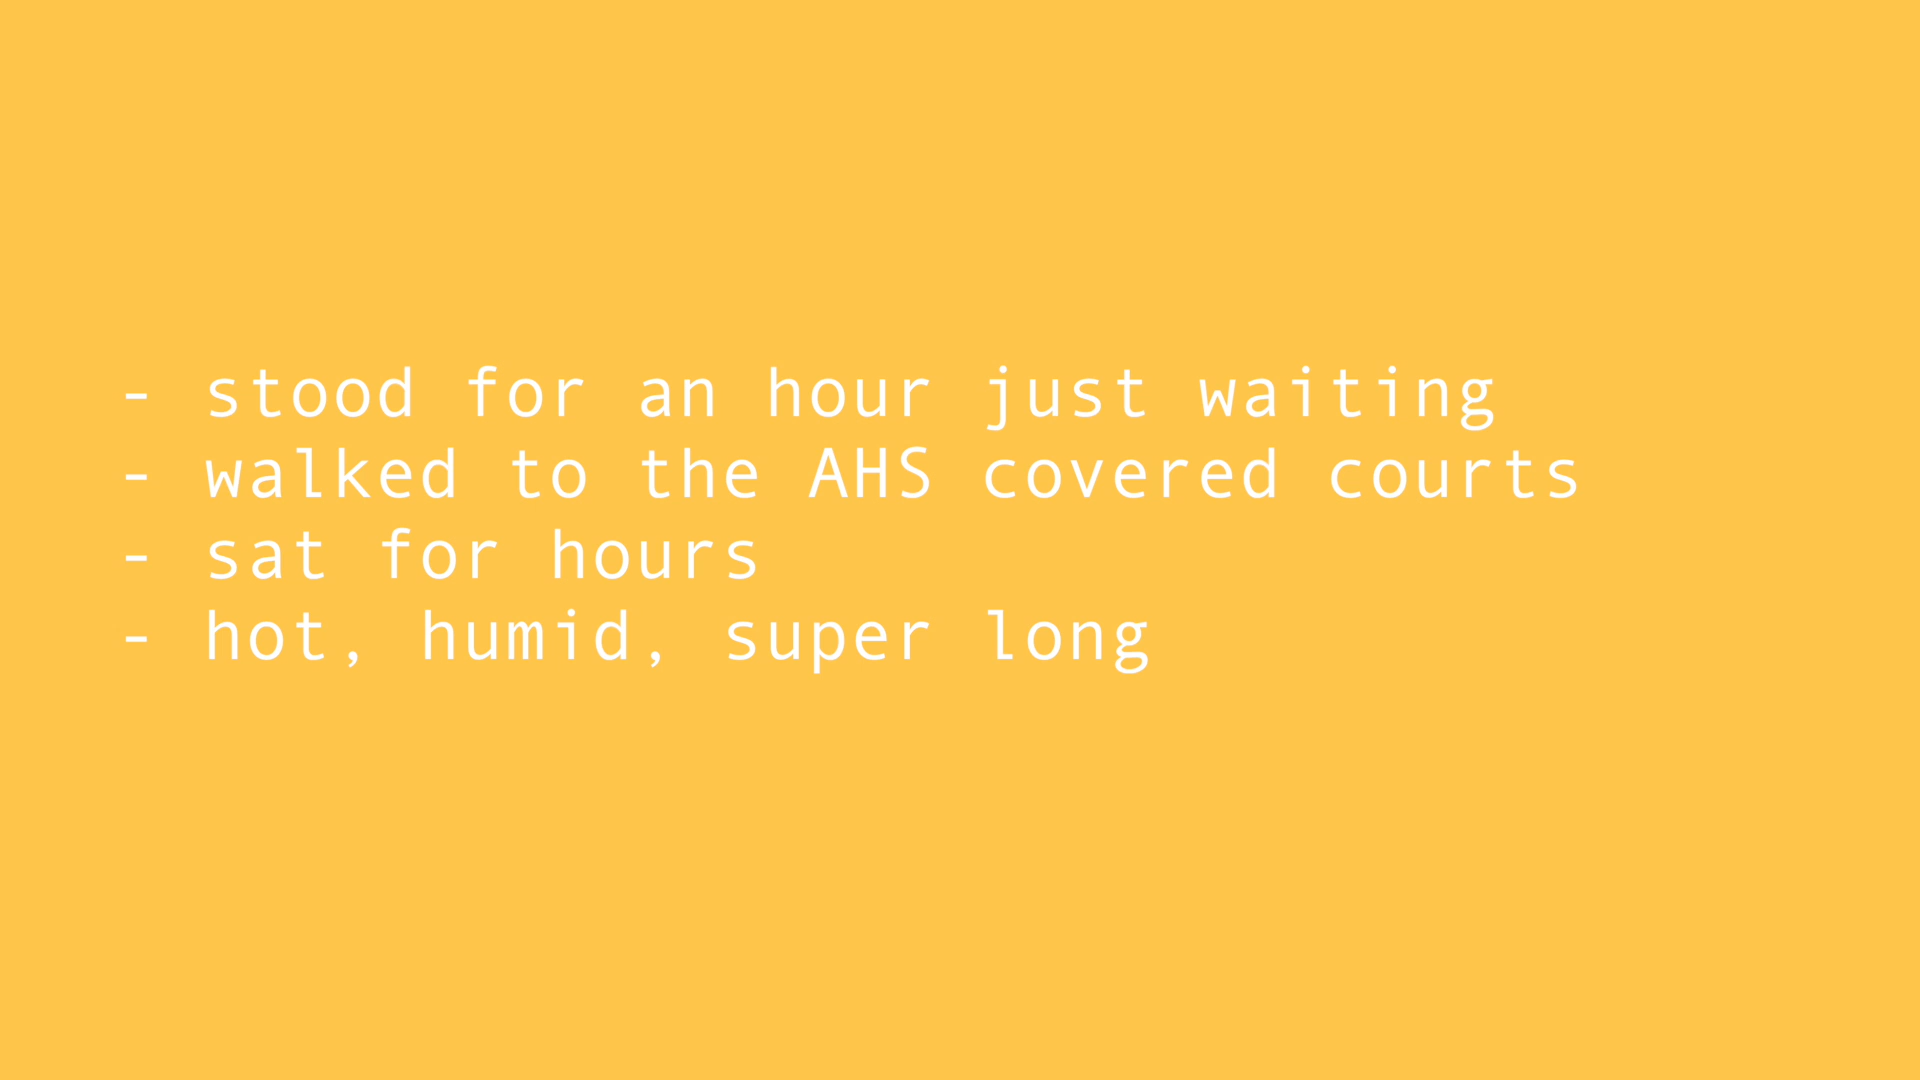 - stood for an hour just waiting
- walked to the AHS covered courts
- sat for hours
- hot, humid, super long